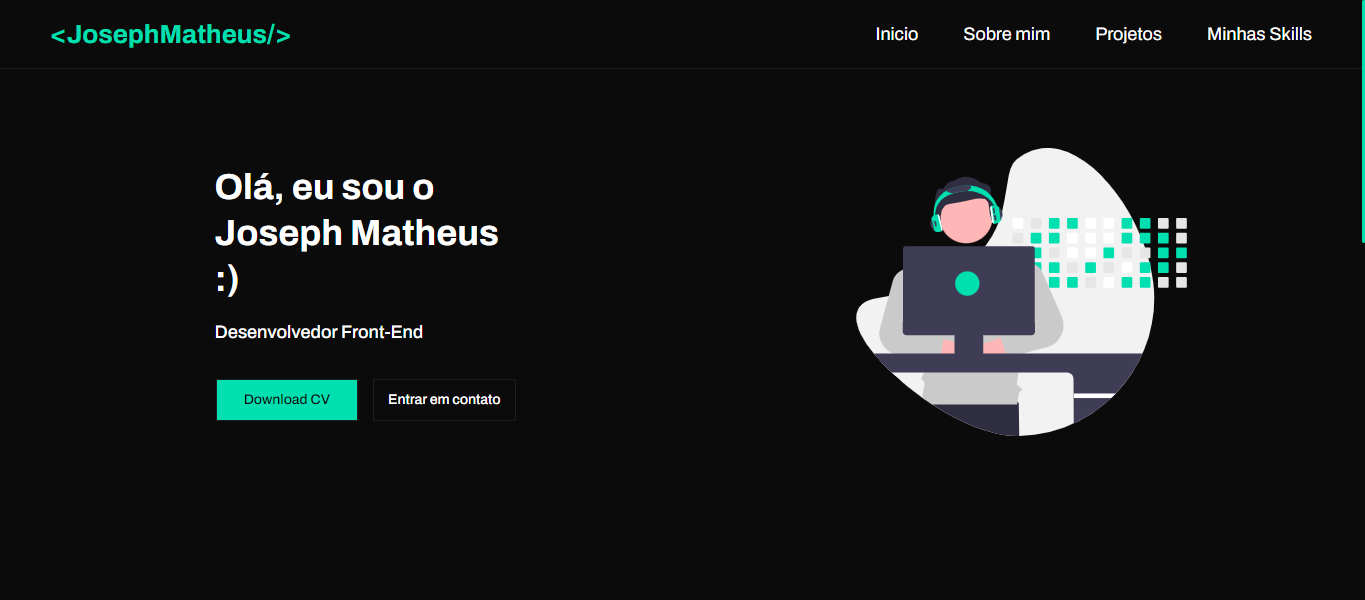 <JosephMatheus/>
Inicio Sobre mim Projetos Minhas Skills
Olá, eu sou o
Joseph Matheus
:)
Desenvolvedor Front-End
Download CV Entrar em contato